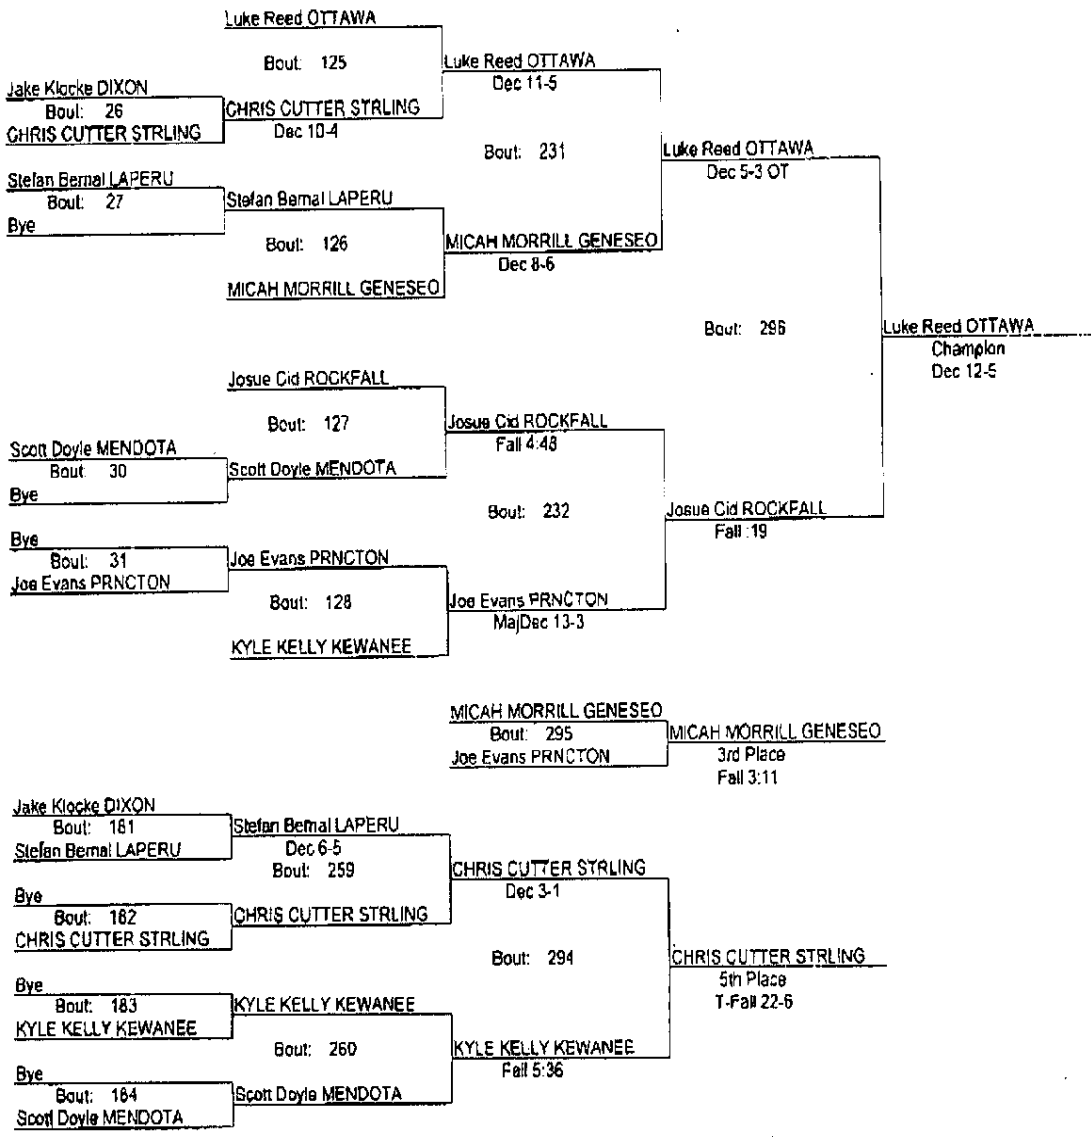 Luke Reed OTTAWA
Bout: 125
Luke Reed OTTAWA
Dec 11-5
Jake Klocke DIXON
Bout: 26
CHRIS CUTTER STRLING
CHRIS CUTTER STRLING
Dec 10-4
Bout: 231
Luke Reed OTTAWA
Dec 5-3 OT
Stefan Bernal LAPERU
Bout: 27
Bye
Stefan Bernal LAPERU
Bout: 126
MICAH MORRILL GENESEO
MICAH MORRILL GENESEO
Dec 8-6
Bout: 296
Luke Reed OTTAWA
Champion
Dec 12-5
Josue Cid ROCKFALL
Bout: 127
Josue Cid ROCKFALL
Fall 4:48
Scott Doyle MENDOTA
Bout: 30
Bye
Scott Doyle MENDOTA
Bout: 232
Josue Cid ROCKFALL
Fall :19
Bye
Bout: 31
Joe Evans PRNCTON
Joe Evans PRNCTON
Bout: 128
KYLE KELLY KEWANEE
Joe Evans PRNCTON
MajDec 13-3
MICAH MORRILL GENESEO
Bout: 295
Joe Evans PRNCTON
MICAH MORRILL GENESEO
3rd Place
Fall 3:11
Jake Klocke DIXON
Bout: 181
Stefan Bernal LAPERU
Stefan Bernal LAPERU
Dec 6-5
Bout: 259
CHRIS CUTTER STRLING
Dec 3-1
Bye
Bout: 182
CHRIS CUTTER STRLING
CHRIS CUTTER STRLING
Bout: 294
CHRIS CUTTER STRLING
5th Place
T-Fall 22-6
Bye
Bout: 183
KYLE KELLY KEWANEE
KYLE KELLY KEWANEE
Bout: 260
KYLE KELLY KEWANEE
Fall 5:36
Bye
Bout: 184
Scott Doyle MENDOTA
Scott Doyle MENDOTA